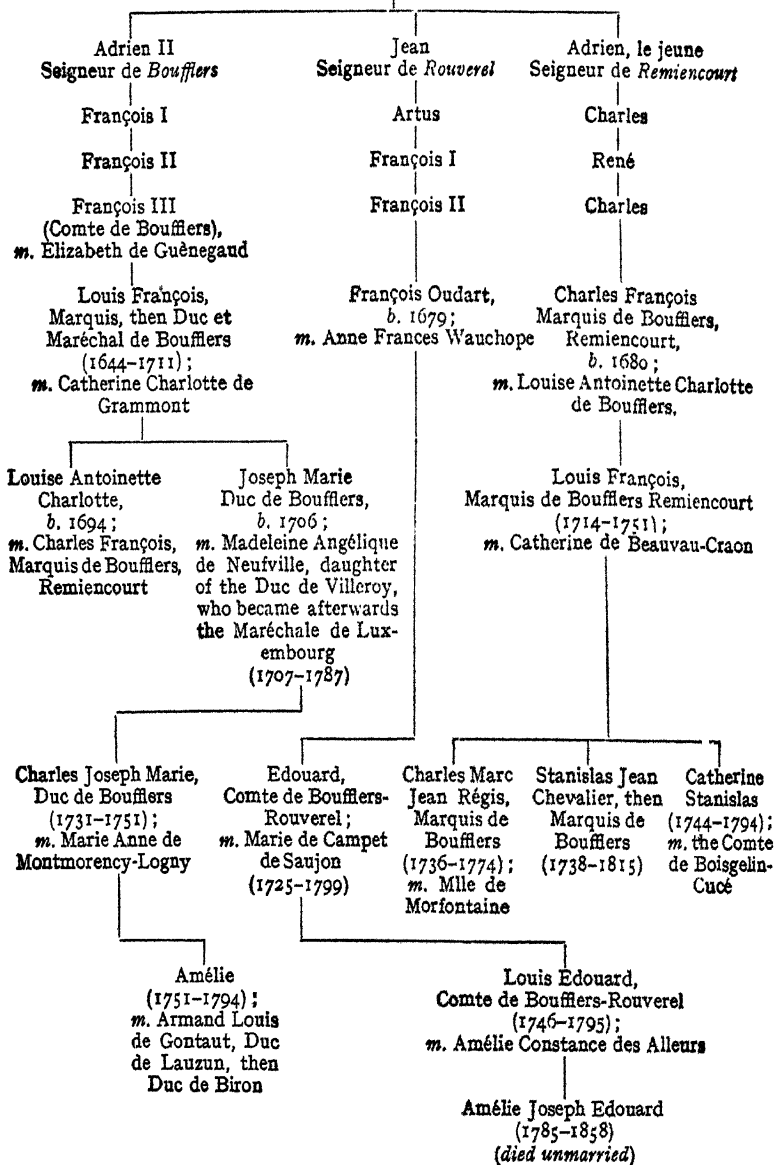 Adrien II
Seigneur de Boufflers
François I
François II
François III
(Comte de Boufflers),
m. Elizabeth de Guènegaud
Louis François,
Marquis, then Duc et
Maréchal de Boufflers
(1644–1711);
m. Catherine Charlotte de
Grammont
Jean
Seigneur de Rouverel
Artus
François I
François II
François Oudart,
b. 1679;
m. Anne Frances Wauchope
Adrien, le jeune
Seigneur de Remiencourt
Charles
René
Charles
Charles François
Marquis de Boufflers,
Remiencourt,
b. 1680;
m. Louise Antoinette Charlotte
de Boufflers.
Louise Antoinette
Charlotte,
b. 1694;
m. Charles François,
Marquis de Boufflers,
Remiencourt
Joseph Marie
Duc de Boufflers,
b. 1706;
m. Madeleine Angélique
de Neufville, daughter
of the Duc de Villeroy,
who became afterwards
the Maréchale de Lux-
embourg
(1707–1787)
Louis François,
Marquis de Boufflers Remiencourt
(1714–1751);
m. Catherine de Beauvau-Craon
Charles Joseph Marie,
Duc de Boufflers
(1731–1751);
m. Marie Anne de
Montmorency-Logny
Edouard,
Comte de Boufflers-
Rouverel;
m. Marie de Campet
de Saujon
(1725–1799)
Charles Marc
Jean Régis,
Marquis de
Boufflers
(1736–1774);
m. Mlle de
Morfontaine
Stanislas Jean
Chevalier, then
Marquis de
Boufflers
(1738–1815)
Catherine
Stanislas
(1744–1794);
m. the Comte
de Boisgelin-
Cucé
Amélie
(1751–1794);
m. Armand Louis
de Gontaut, Duc
de Lauzun, then
Duc de Biron
Louis Edouard,
Comte de Boufflers-Rouverel
(1746–1795);
m. Amélie Constance des Alleurs
Amélie Joseph Edouard
(1785–1858)
(died unmarried)